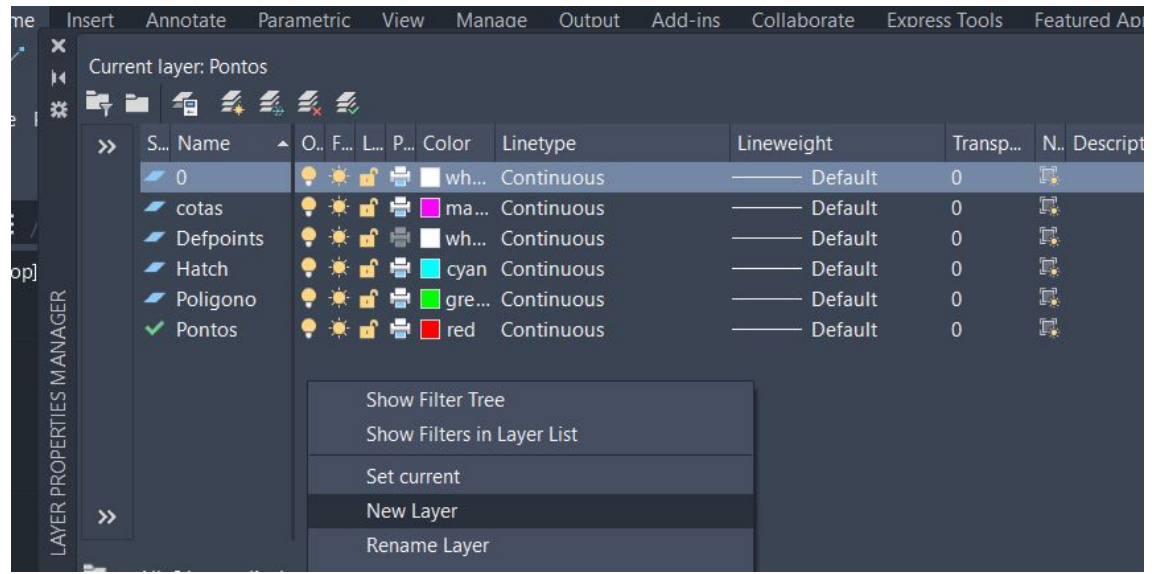 me Insert Annotate Parametric View Manage Output Add-ins Collaborate Express Tools Featured Ap
Current layer: Pontos
S... Name O.. F... L... P... Color Linetype Lineweight Transp... N.. Descript
0 wh... Continuous Default 0
cotas ma... Continuous Default 0
Defpoints wh... Continuous Default 0
op]
Hatch cyan Continuous Default 0
Poligono gre... Continuous Default 0
Pontos red Continuous Default 0
Show Filter Tree
Show Filters in Layer List
Set current
New Layer
Rename Layer
LAYER PROPERTIES MANAGER